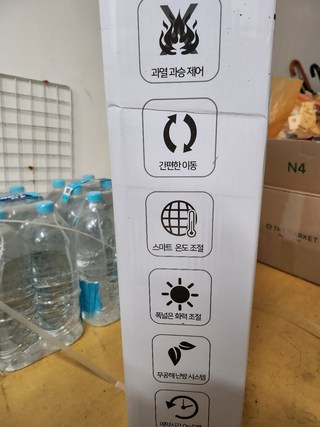 과열 과승 제어
간편한 이동
스마트 온도 조절
폭넓은 화력 조절
무공해 난방 시스템
N4
MARKET